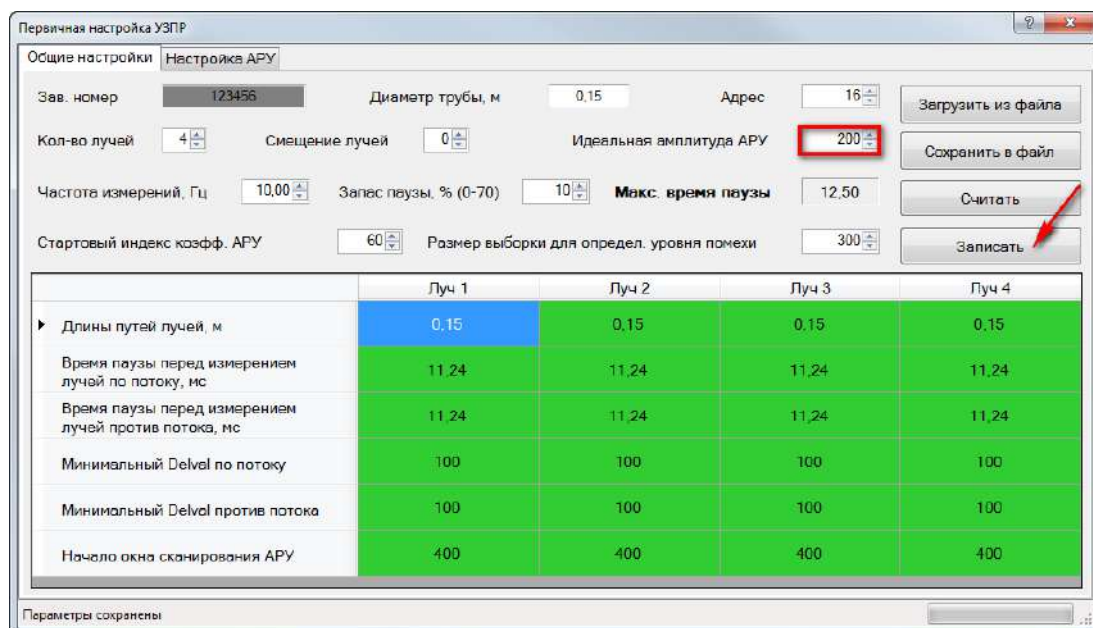 Первичная настройка УЗПР
Общие настройки Настройка АРУ
Зав. номер 123456 Диаметр трубы, м 0,15 Адрес 16 Загрузить из файла
Кол-во лучей 4 Смещение лучей 0 Идеальная амплитуда АРУ 200 Сохранить в файл
Частота измерений, Гц 10,00 Запас паузы, % (0-70) 10 Макс. время паузы 12,50 Считать
Стартовый индекс коэфф. АРУ 60 Размер выборки для определ. уровня помехи 300 Записать
Луч 1 Луч 2 Луч 3 Луч 4
Длины путей лучей, м 0,15 0,15 0,15 0,15
Время паузы перед измерением
лучей по потоку, мс 11,24 11,24 11,24 11,24
Время паузы перед измерением
лучей против потока, мс 11,24 11,24 11,24 11,24
Минимальный Delval по потоку 100 100 100 100
Минимальный Delval против потока 100 100 100 100
Начало окна сканирования АРУ 400 400 400 400
Параметры сохранены